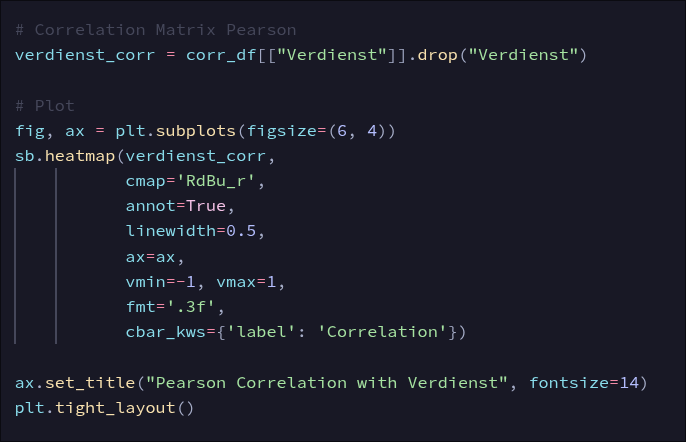 # Correlation Matrix Pearson
verdienst_corr = corr_df[["Verdienst"]].drop("Verdienst")
# Plot
fig, ax = plt.subplots(figsize=(6, 4))
sb.heatmap(verdienst_corr,
cmap='RdBu_r',
annot=True,
linewidth=0.5,
ax=ax,
vmin=-1, vmax=1,
fmt='.3f',
cbar_kws={'label': 'Correlation'})
ax.set_title("Pearson Correlation with Verdienst", fontsize=14)
plt.tight_layout()